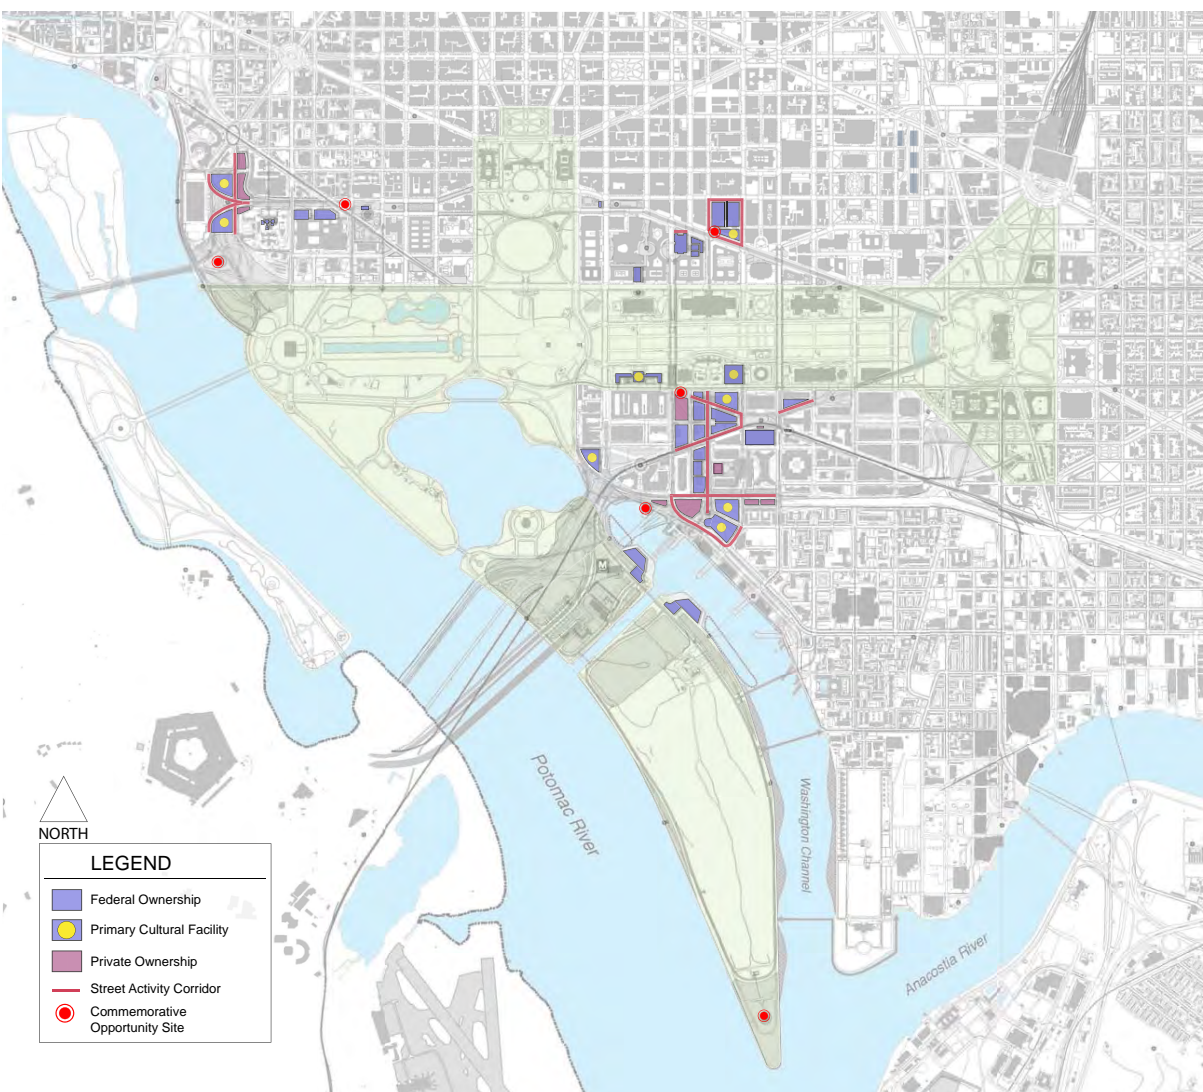 M
Potomac River
Washington Channel
Anacostia River
NORTH
LEGEND
Federal Ownership
Primary Cultural Facility
Private Ownership
Street Activity Corridor
Commemorative
Opportunity Site